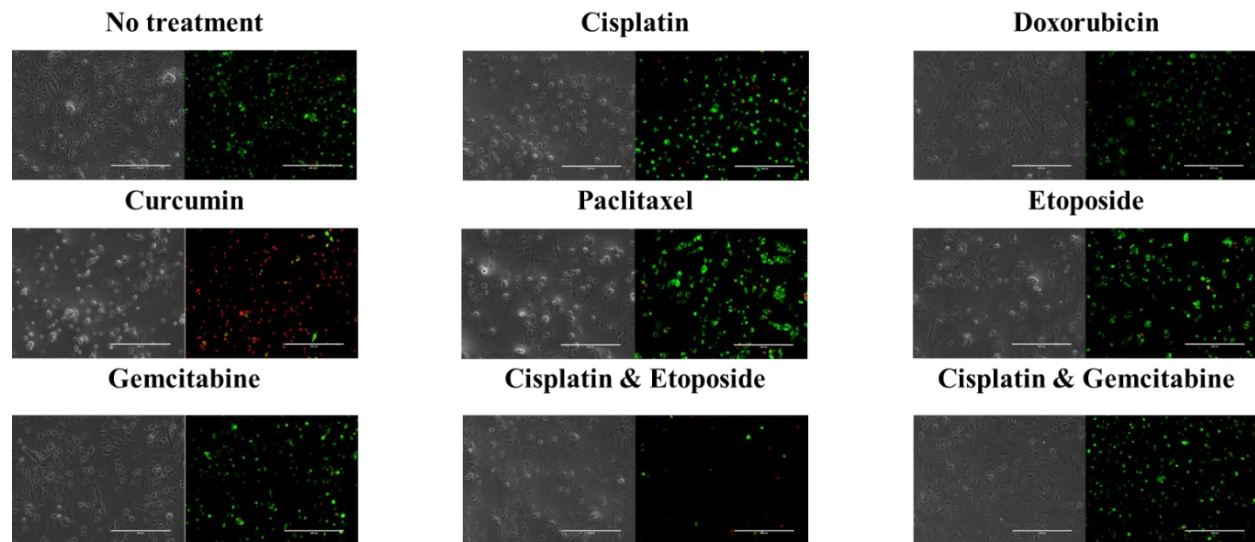 No treatment
Cisplatin
Doxorubicin
Curcumin
Paclitaxel
Etoposide
Gemcitabine
Cisplatin & Etoposide
Cisplatin & Gemcitabine